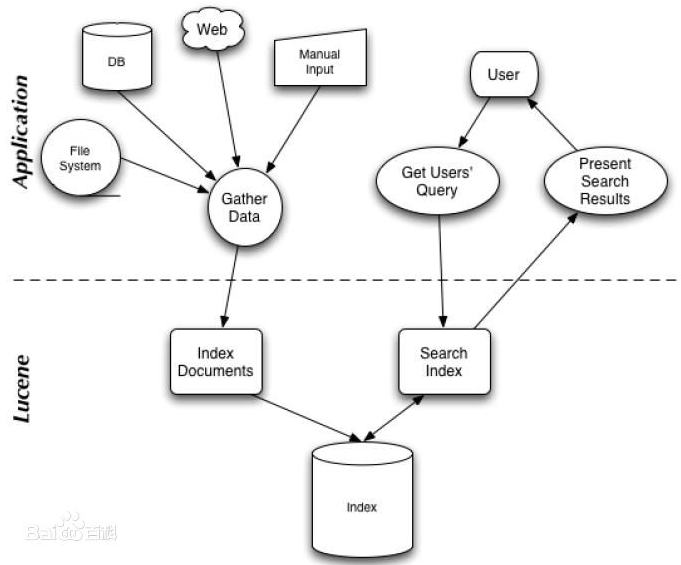 Web
DB
Manual
Input
User
Application
File
System
Gather
Data
Get Users'
Query
Present
Search
Results
Index
Documents
Search
Index
Lucene
Index
Bai百科